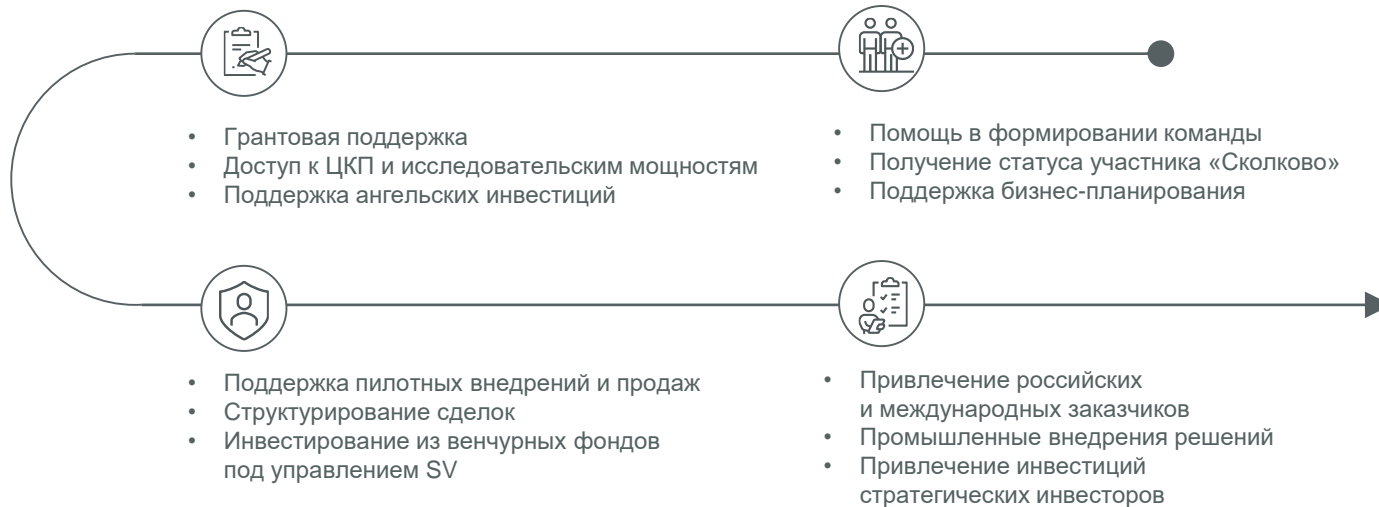 • Грантовая поддержка
• Доступ к ЦКП и исследовательским мощностям
• Поддержка ангельских инвестиций
• Помощь в формировании команды
• Получение статуса участника «Сколково»
• Поддержка бизнес-планирования
• Поддержка пилотных внедрений и продаж
• Структурирование сделок
• Инвестирование из венчурных фондов
под управлением SV
• Привлечение российских
и международных заказчиков
• Промышленные внедрения решений
• Привлечение инвестиций
стратегических инвесторов